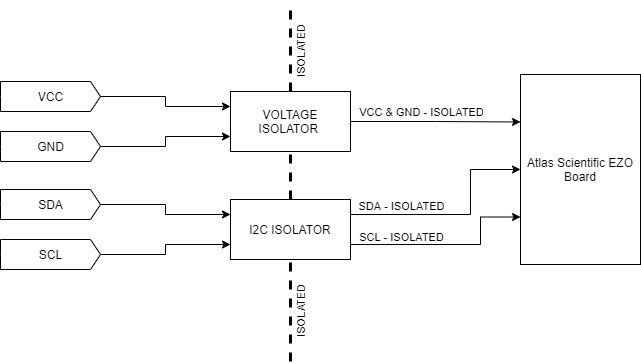 ISOLATED
VCC
GND
VOLTAGE
ISOLATOR
VCC & GND - ISOLATED
Atlas Scientific EZO
Board
SDA
SCL
I2C ISOLATOR
SDA - ISOLATED
SCL - ISOLATED
ISOLATED